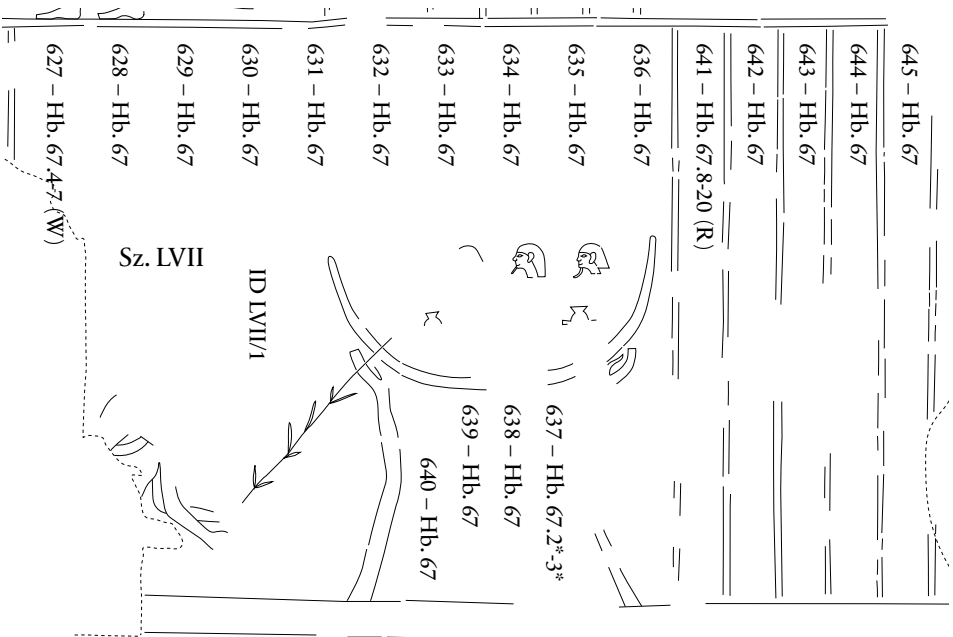 627 – Hb. 67.4-7 (W)
628 – Hb. 67
629 – Hb. 67
630 – Hb. 67
631 – Hb. 67
632 – Hb. 67
633 – Hb. 67
634 – Hb. 67
635 – Hb. 67
636 – Hb. 67
641 – Hb. 67.8-20 (R)
642 – Hb. 67
643 – Hb. 67
644 – Hb. 67
645 – Hb. 67
Sz. LVII
ID LVII/1
637 – Hb. 67.2*-3*
638 – Hb. 67
639 – Hb. 67
640 – Hb. 67